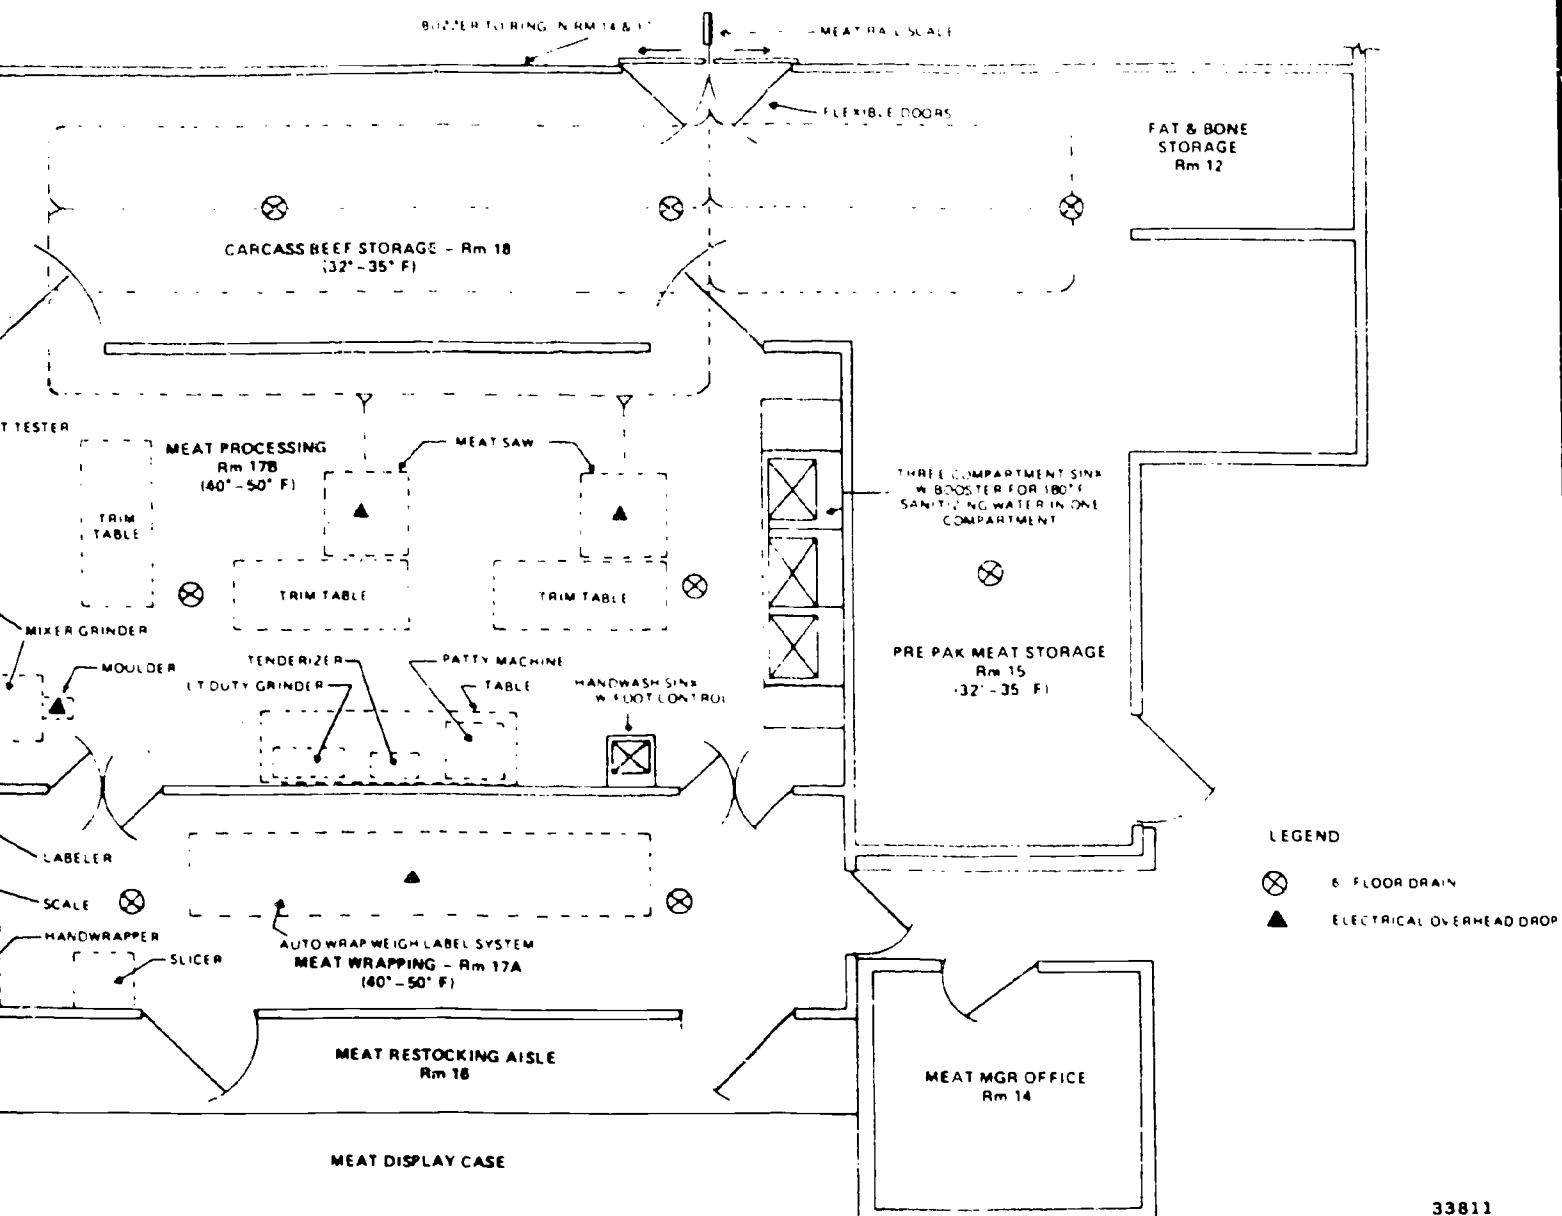 BUZZER TO RING IN RM 14 & 17
MEAT RAIL SCALE
FLEXIBLE DOORS
FAT & BONE
STORAGE
Rm 12
CARCASS BEEF STORAGE – Rm 18
(32° – 35° F)
T TESTER
MEAT PROCESSING
Rm 17B
(40° – 50° F)
MEAT SAW
THREE COMPARTMENT SINK
W BOOSTER FOR 180° F
SANITIZING WATER IN ONE
COMPARTMENT
TRIM
TABLE
TRIM TABLE
TRIM TABLE
MIXER GRINDER
MOULDER
TENDERIZER
PATTY MACHINE
LT DUTY GRINDER
TABLE
HANDWASH SINK
W FOOT CONTROL
PRE PAK MEAT STORAGE
Rm 15
32° – 35 F)
LABELER
SCALE
HANDWRAPPER
SLICER
AUTO WRAP WEIGH LABEL SYSTEM
MEAT WRAPPING – Rm 17A
(40° – 50° F)
LEGEND
6 FLOOR DRAIN
ELECTRICAL OVERHEAD DROP
MEAT RESTOCKING AISLE
Rm 16
MEAT MGR OFFICE
Rm 14
MEAT DISPLAY CASE
33811